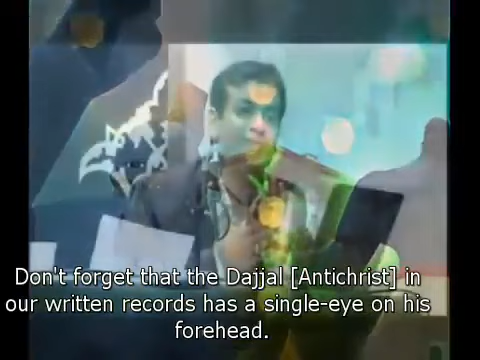 Don't forget that the Dajjal [Antichrist] in
our written records has a single-eye on his
forehead.